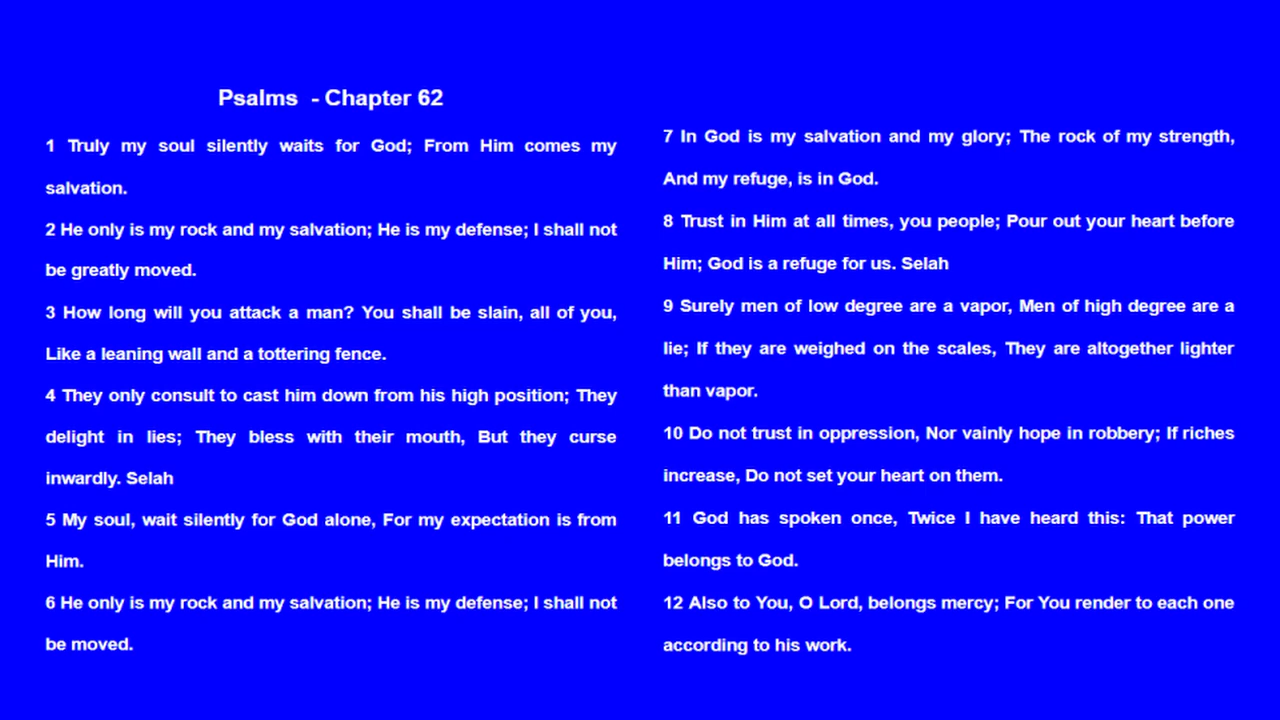 Psalms  - Chapter 62
1 Truly my soul silently waits for God; From Him comes my
salvation.
2 He only is my rock and my salvation; He is my defense; I shall not
be greatly moved.
3 How long will you attack a man? You shall be slain, all of you,
Like a leaning wall and a tottering fence.
4 They only consult to cast him down from his high position; They
delight in lies; They bless with their mouth, But they curse
inwardly. Selah
5 My soul, wait silently for God alone, For my expectation is from
Him.
6 He only is my rock and my salvation; He is my defense; I shall not
be moved.
7 In God is my salvation and my glory; The rock of my strength,
And my refuge, is in God.
8 Trust in Him at all times, you people; Pour out your heart before
Him; God is a refuge for us. Selah
9 Surely men of low degree are a vapor, Men of high degree are a
lie; If they are weighed on the scales, They are altogether lighter
than vapor.
10 Do not trust in oppression, Nor vainly hope in robbery; If riches
increase, Do not set your heart on them.
11 God has spoken once, Twice I have heard this: That power
belongs to God.
12 Also to You, O Lord, belongs mercy; For You render to each one
according to his work.